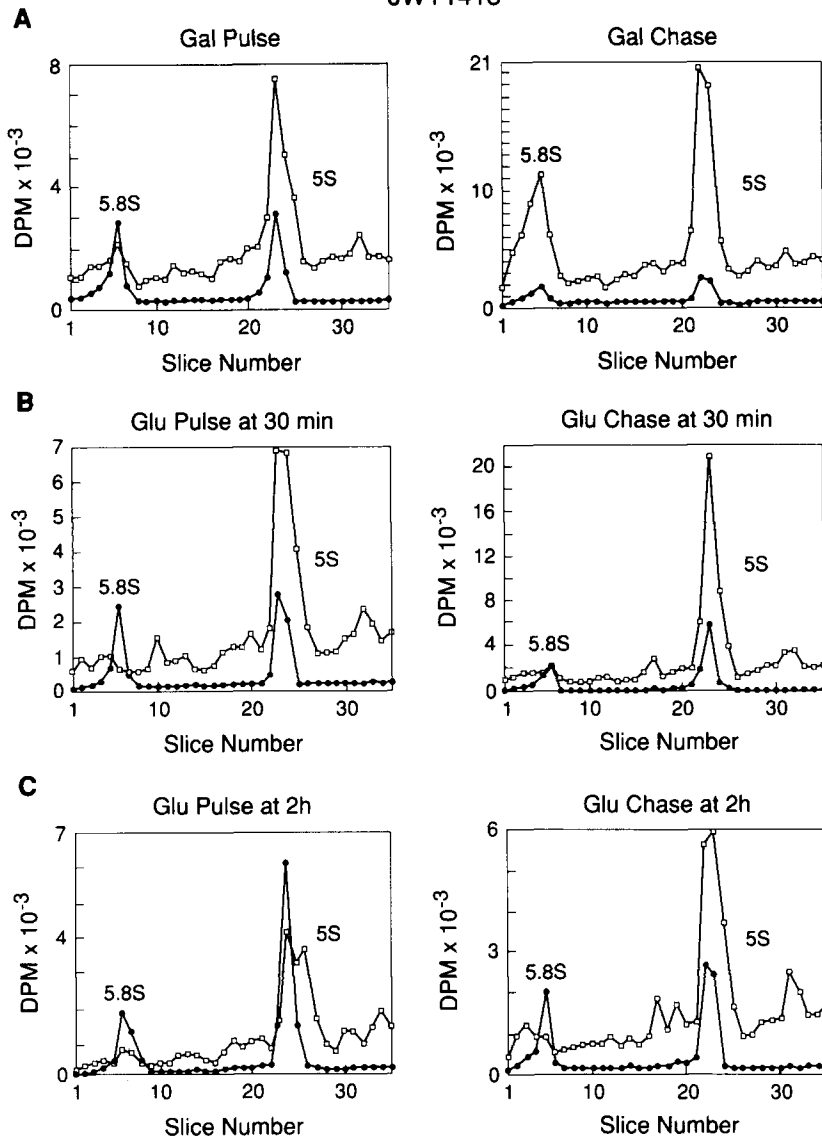 A
Gal Pulse
Gal Chase
8
4
0
DPM x 10-3
5.8S
5S
1 10 20 30
Slice Number
21
10
0
DPM x 10-3
5.8S
5S
1 10 20 30
Slice Number
B
Glu Pulse at 30 min
Glu Chase at 30 min
7
6
5
4
3
2
1
0
DPM x 10-3
5.8S
5S
1 10 20 30
Slice Number
20
16
12
8
4
0
DPM x 10-3
5.8S
5S
1 10 20 30
Slice Number
C
Glu Pulse at 2h
Glu Chase at 2h
7
4
0
DPM x 10-3
5.8S
5S
1 10 20 30
Slice Number
6
3
0
DPM x 10-3
5.8S
5S
1 10 20 30
Slice Number